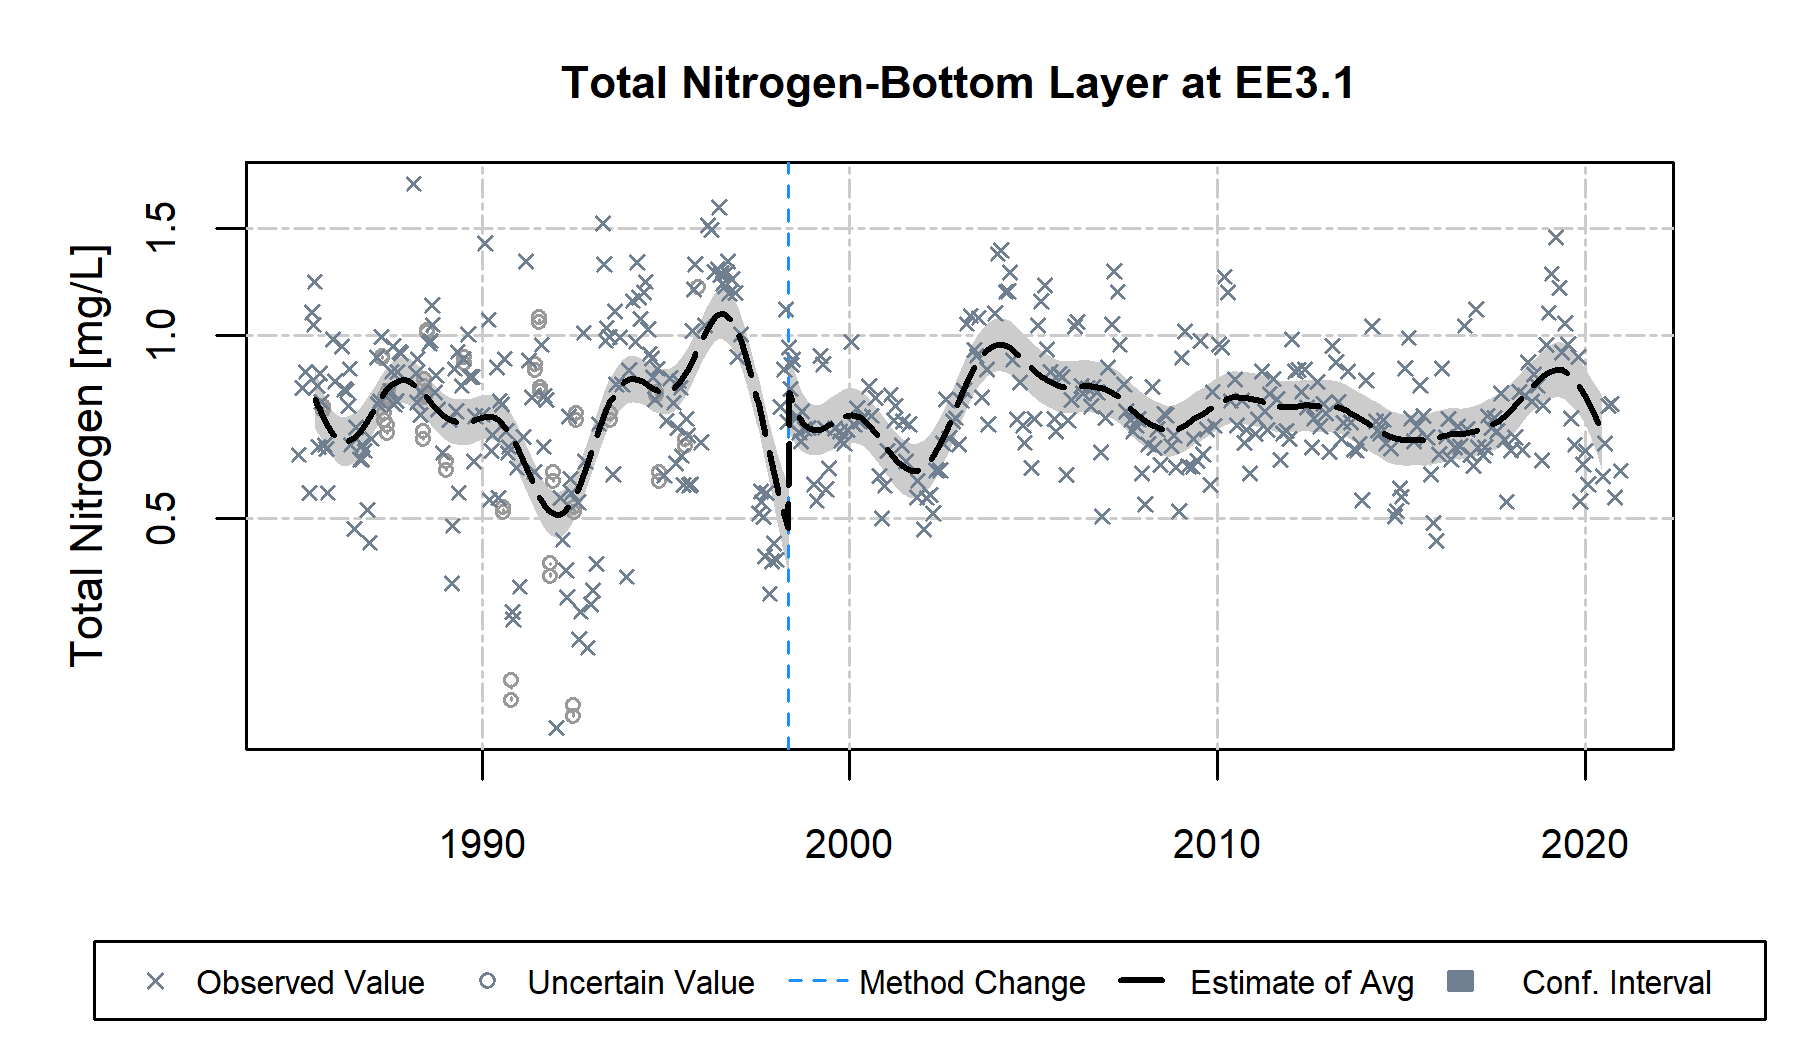 Total Nitrogen-Bottom Layer at EE3.1
Total Nitrogen [mg/L]
1.5
1.0
0.5
1990 2000 2010 2020
Observed Value Uncertain Value Method Change Estimate of Avg Conf. Interval